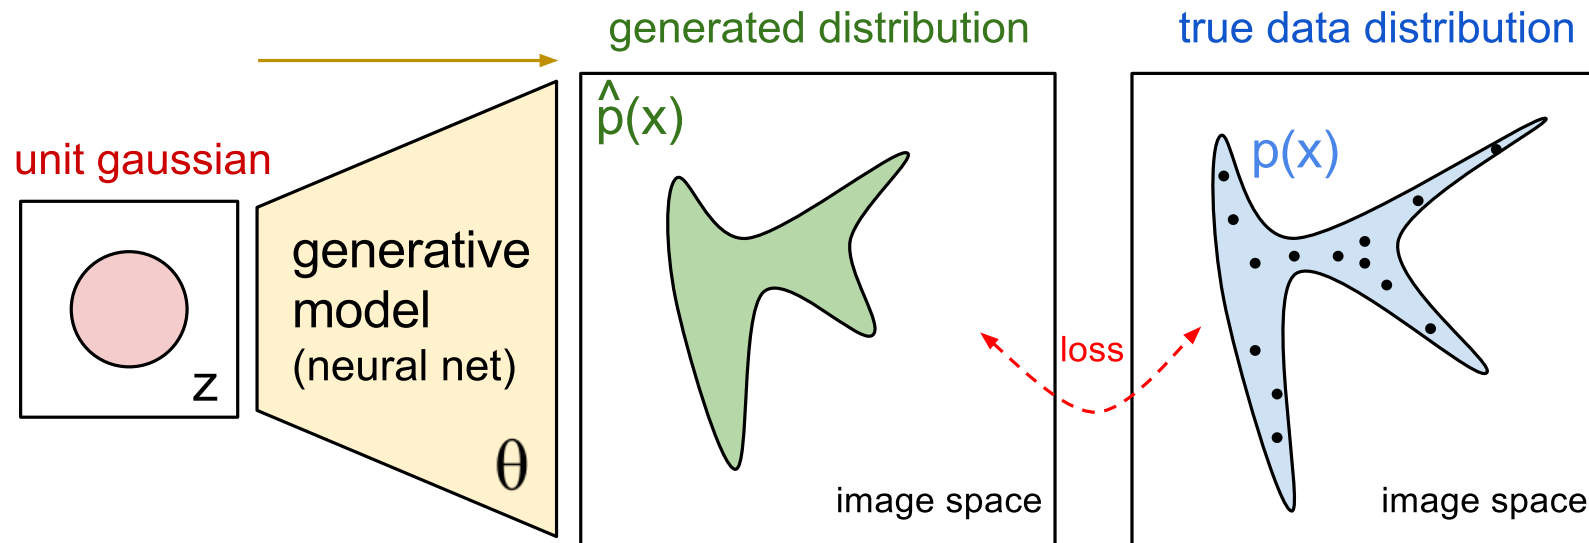 generated distribution
true data distribution
p̂(x)
p(x)
unit gaussian
z
generative
model
(neural net)
θ
loss
image space
image space